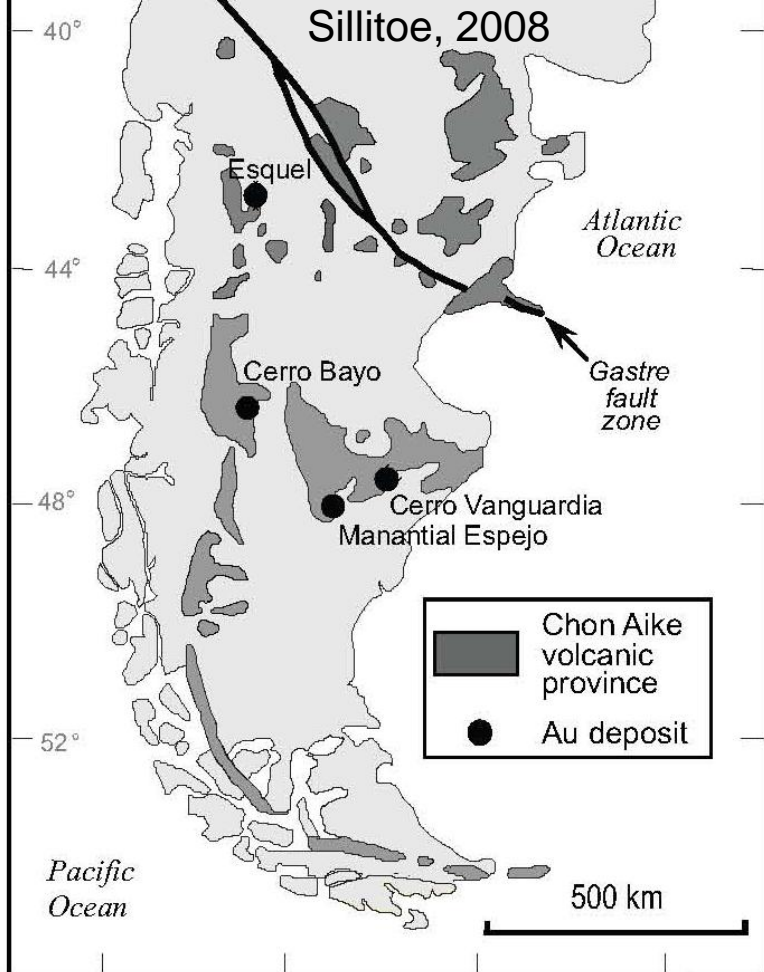 Sillitoe, 2008
40°
Esquel
Atlantic
Ocean
44°
Cerro Bayo
Gastre
fault
zone
48°
Cerro Vanguardia
Manantial Espejo
Chon Aike
volcanic
province
Au deposit
52°
Pacific
Ocean
500 km